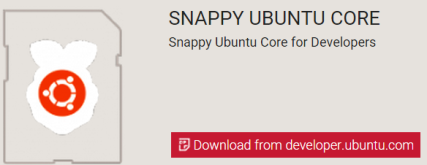 SNAPPY UBUNTU CORE
Snappy Ubuntu Core for Developers
Download from developer.ubuntu.com